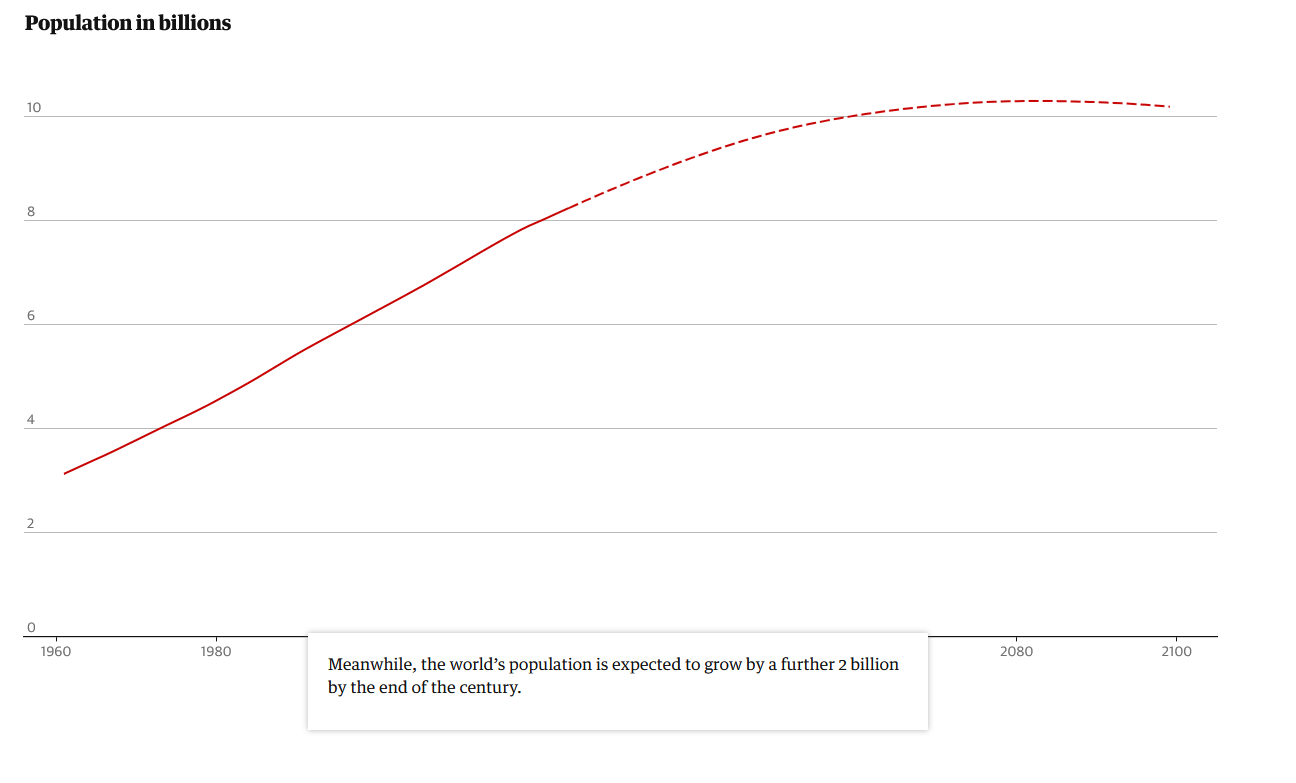 Population in billions
10
8
6
4
2
0
1960 1980 2080 2100
Meanwhile, the world’s population is expected to grow by a further 2 billion
by the end of the century.